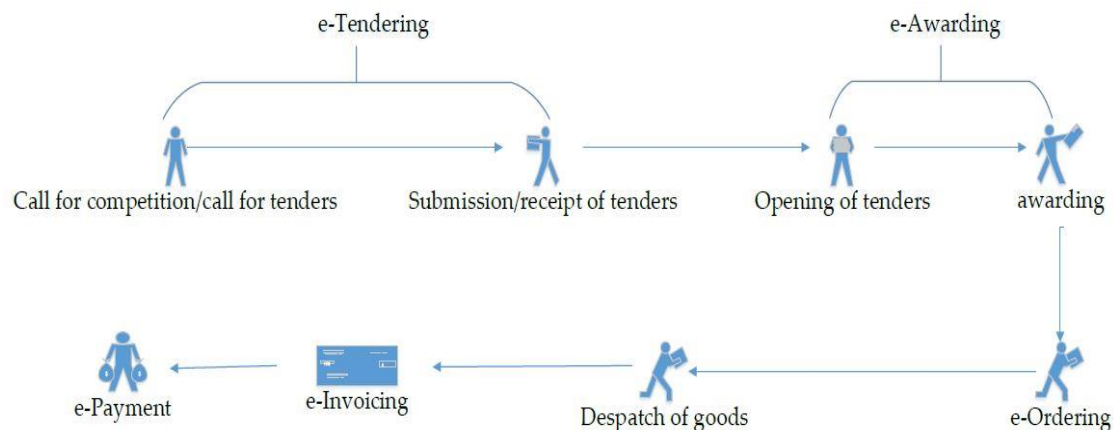 e-Tendering
e-Awarding
Call for competition/call for tenders
Submission/receipt of tenders
Opening of tenders
awarding
e-Payment
e-Invoicing
Despatch of goods
e-Ordering